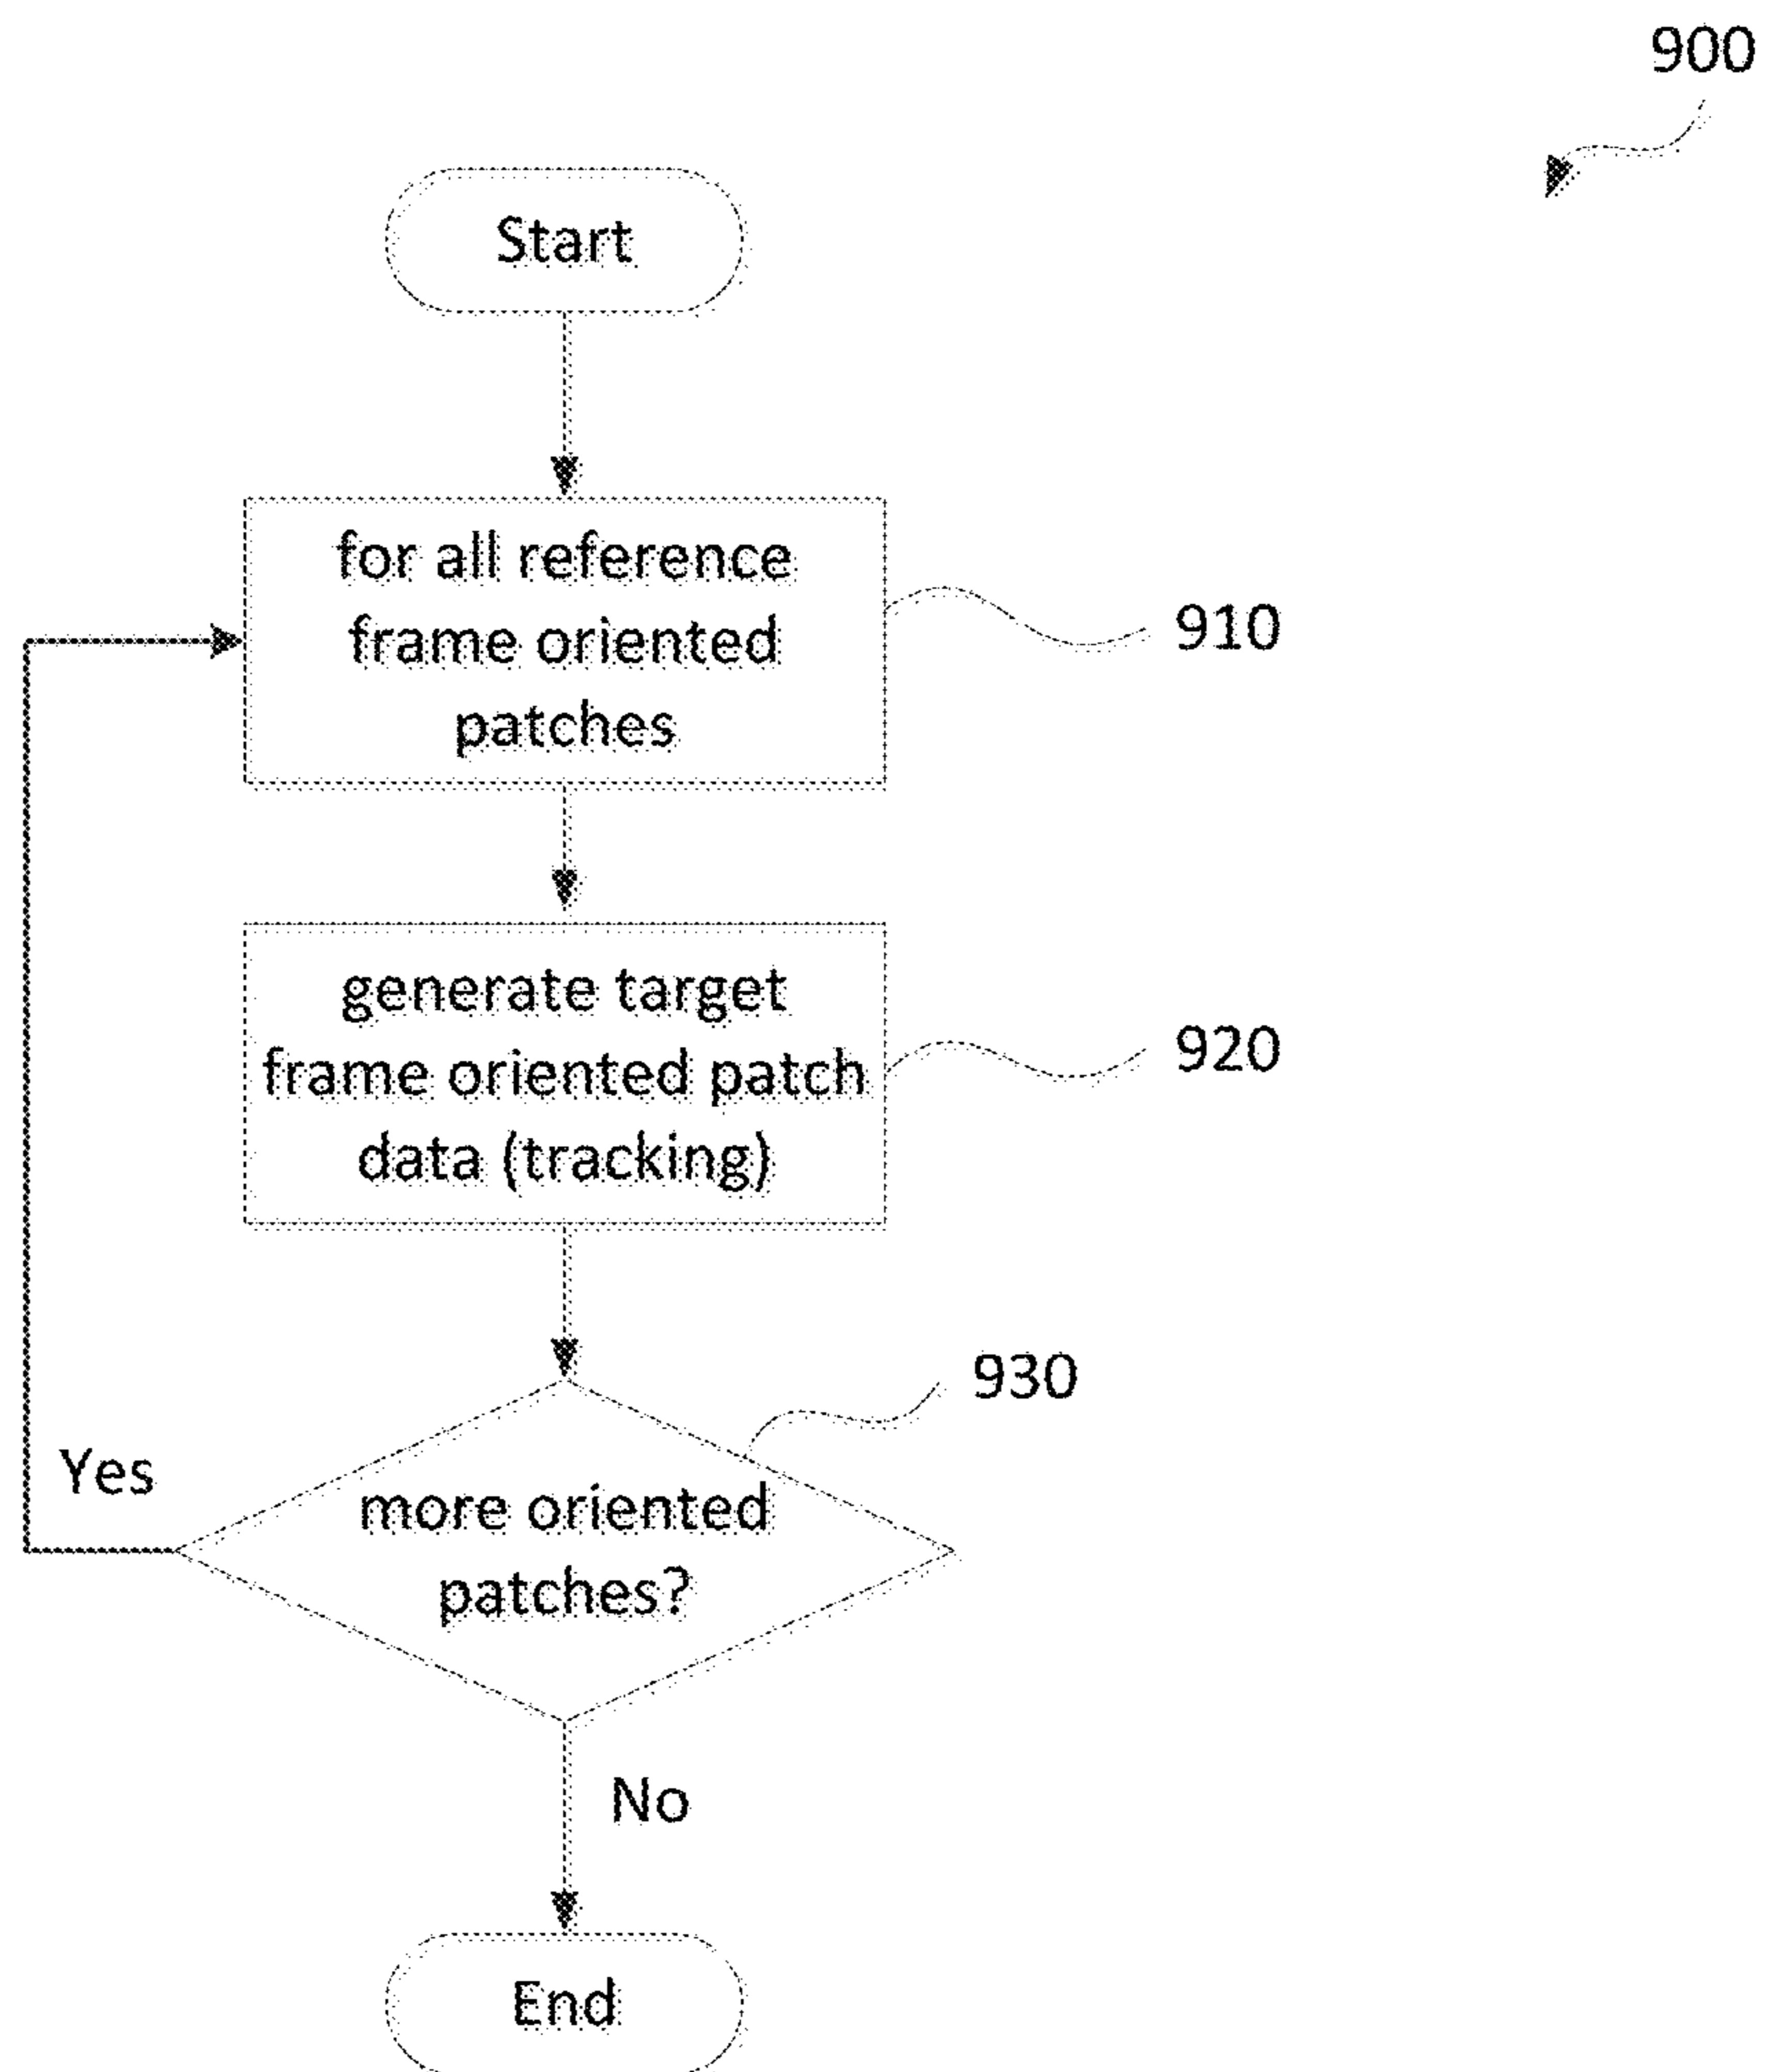 900
Start
for all reference
frame oriented
patches
910
generate target
frame oriented patch
data (tracking)
920
930
Yes
more oriented
patches?
No
End